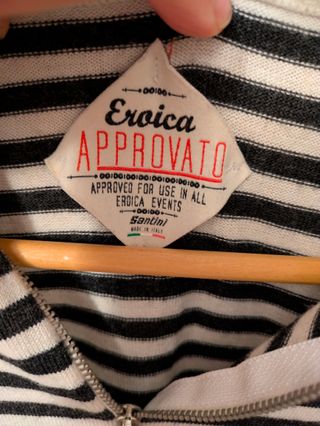 Eroica
APPROVATO
APPROVED FOR USE IN ALL
EROICA EVENTS
Santini
MADE IN ITALY